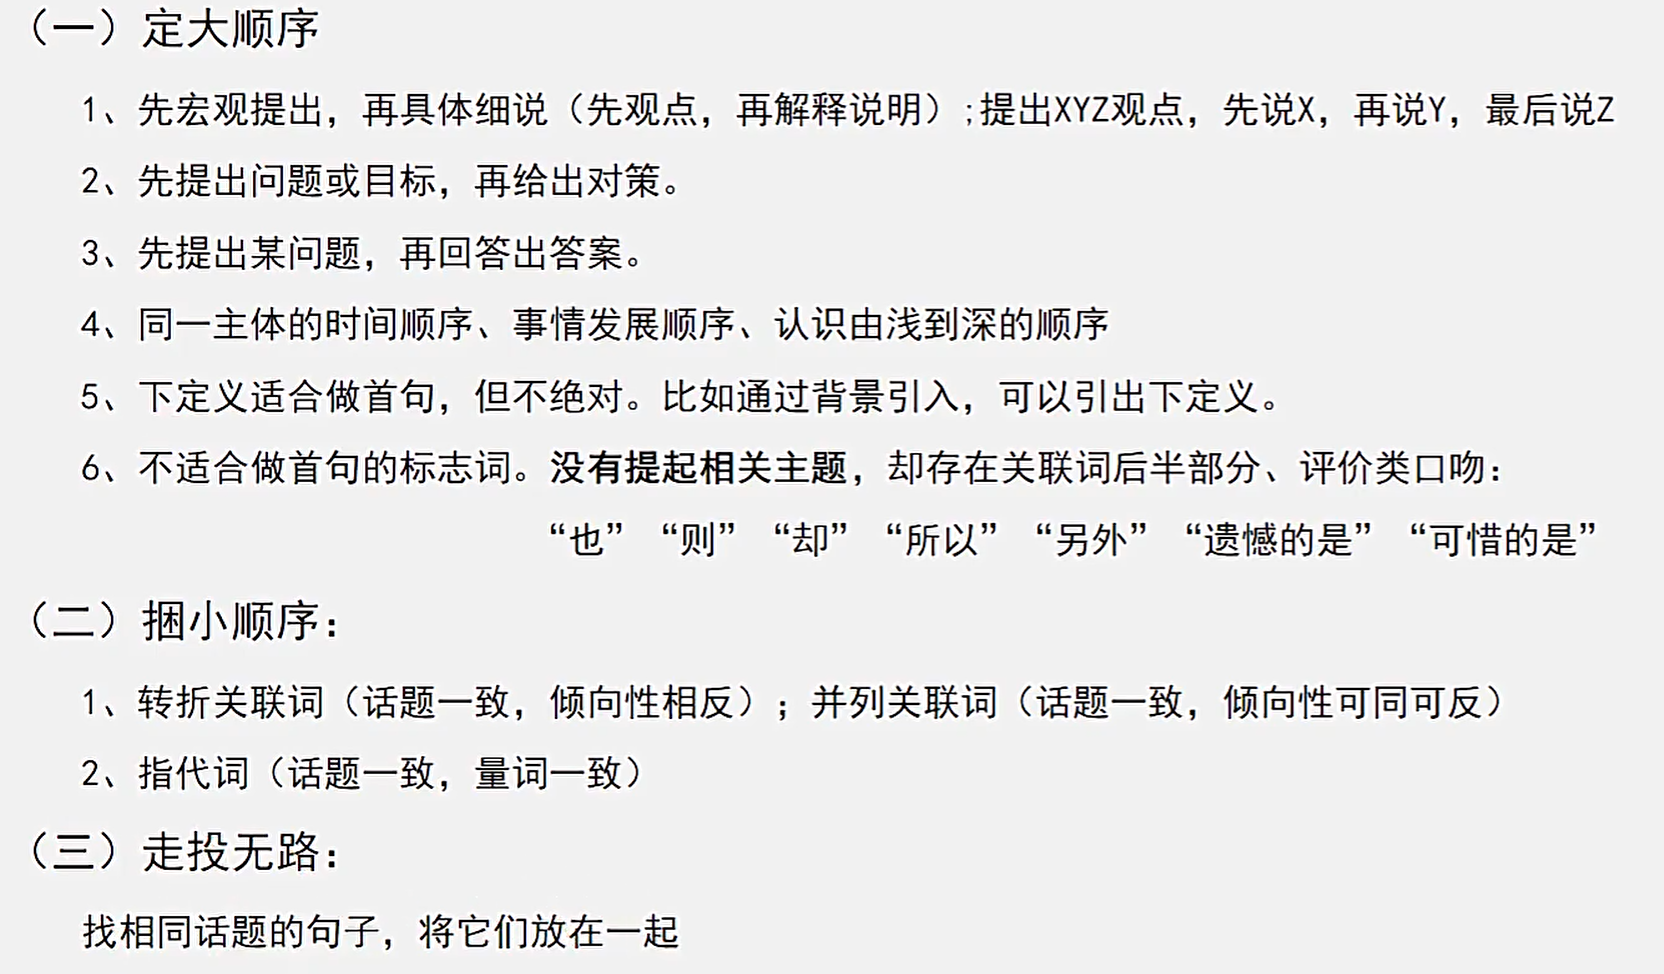 （一）定大顺序
1、先宏观提出，再具体细说（先观点，再解释说明）;提出XYZ观点，先说X，再说Y，最后说Z
2、先提出问题或目标，再给出对策。
3、先提出某问题，再回答出答案。
4、同一主体的时间顺序、事情发展顺序、认识由浅到深的顺序
5、下定义适合做首句，但不绝对。比如通过背景引入，可以引出下定义。
6、不适合做首句的标志词。没有提起相关主题，却存在关联词后半部分、评价类口吻：
“也” “则” “却” “所以” “另外” “遗憾的是” “可惜的是”
（二）捆小顺序：
1、转折关联词（话题一致，倾向性相反）；并列关联词（话题一致，倾向性可同可反）
2、指代词（话题一致，量词一致）
（三）走投无路：
找相同话题的句子，将它们放在一起